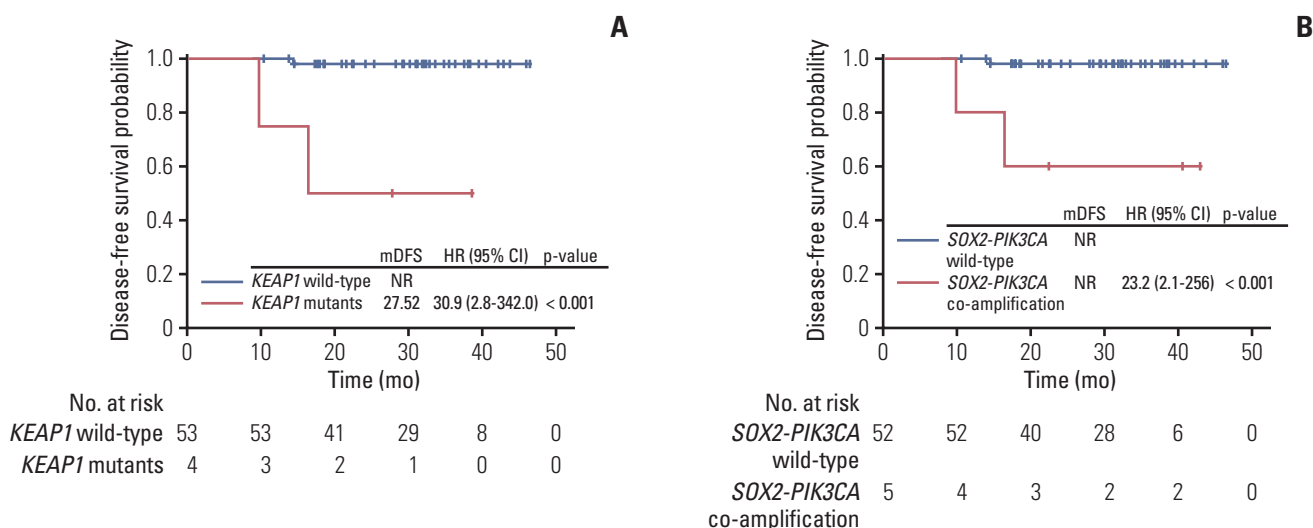 A
Disease-free survival probability
1.0
0.8
0.6
0.4
0.2
0
mDFS HR (95% CI) p-value
KEAP1 wild-type NR
KEAP1 mutants 27.52 30.9 (2.8-342.0) < 0.001
0 10 20 30 40 50
Time (mo)
No. at risk
KEAP1 wild-type 53 53 41 29 8 0
KEAP1 mutants 4 3 2 1 0 0
B
Disease-free survival probability
1.0
0.8
0.6
0.4
0.2
0
mDFS HR (95% CI) p-value
SOX2-PIK3CA NR
wild-type
SOX2-PIK3CA NR 23.2 (2.1-256) < 0.001
co-amplification
0 10 20 30 40 50
Time (mo)
No. at risk
SOX2-PIK3CA 52 52 40 28 6 0
wild-type
SOX2-PIK3CA 5 4 3 2 2 0
co-amplification